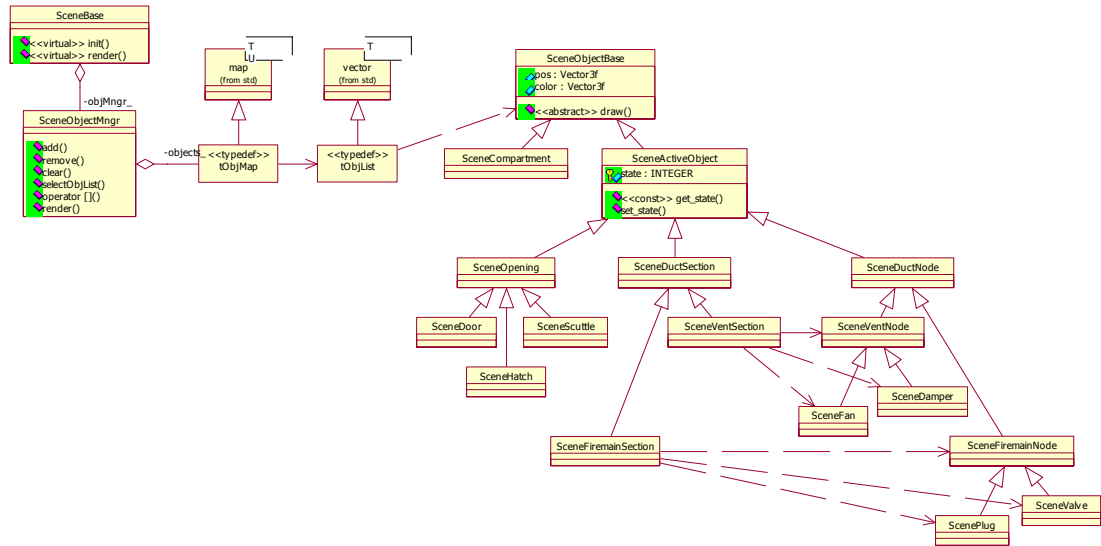 SceneBase
<<virtual>> init()
<<virtual>> render()
-objMngr_
SceneObjectMngr
add()
remove()
clear()
selectObjList()
operator []()
render()
-objects_
T
U
map
(from std)
<<typedef>>
tObjMap
T
vector
(from std)
<<typedef>>
tObjList
SceneObjectBase
pos : Vector3f
color : Vector3f
<<abstract>> draw()
SceneCompartment
SceneActiveObject
state : INTEGER
<<const>> get_state()
set_state()
SceneOpening
SceneDuctSection
SceneDuctNode
SceneDoor
SceneScuttle
SceneVentSection
SceneVentNode
SceneHatch
SceneDamper
SceneFan
SceneFiremainSection
SceneFiremainNode
SceneValve
ScenePlug